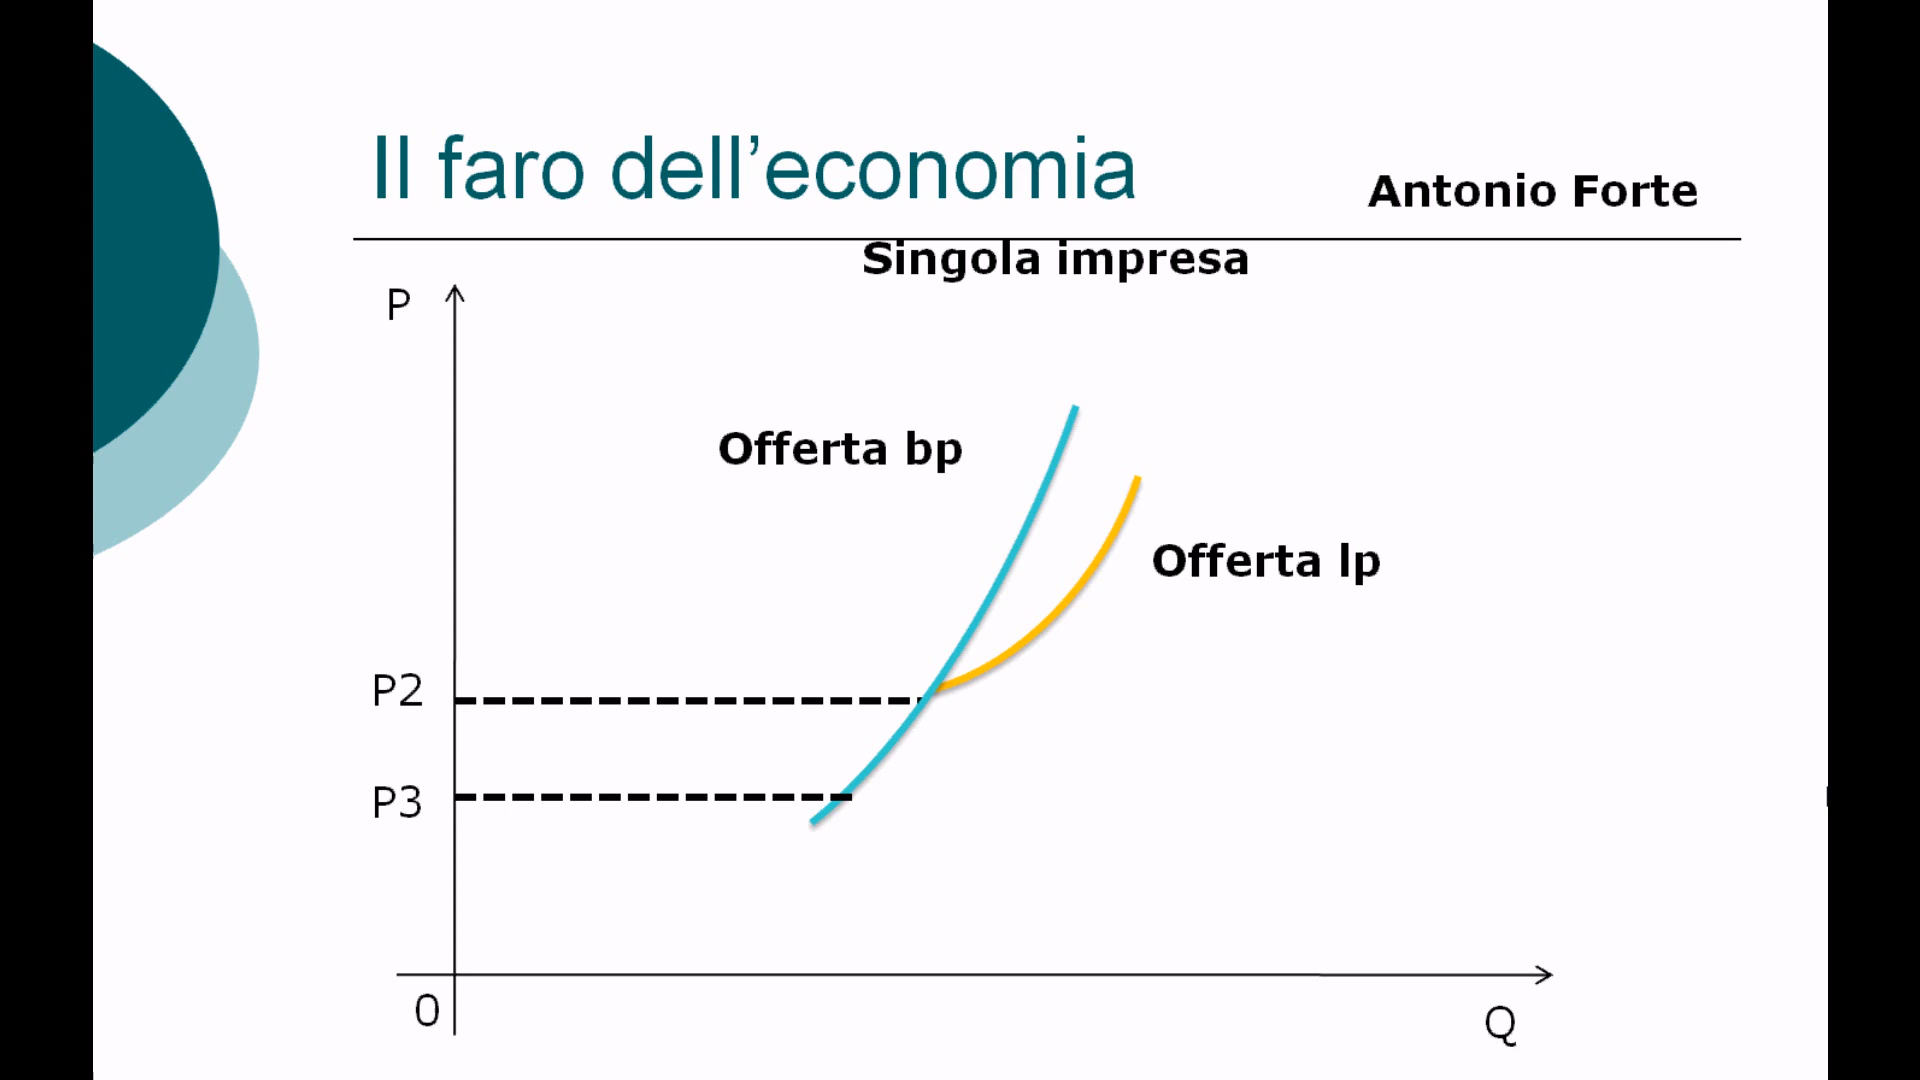 Il faro dell’economia
Antonio Forte
Singola impresa
P
Offerta bp
Offerta lp
P2
P3
0
Q